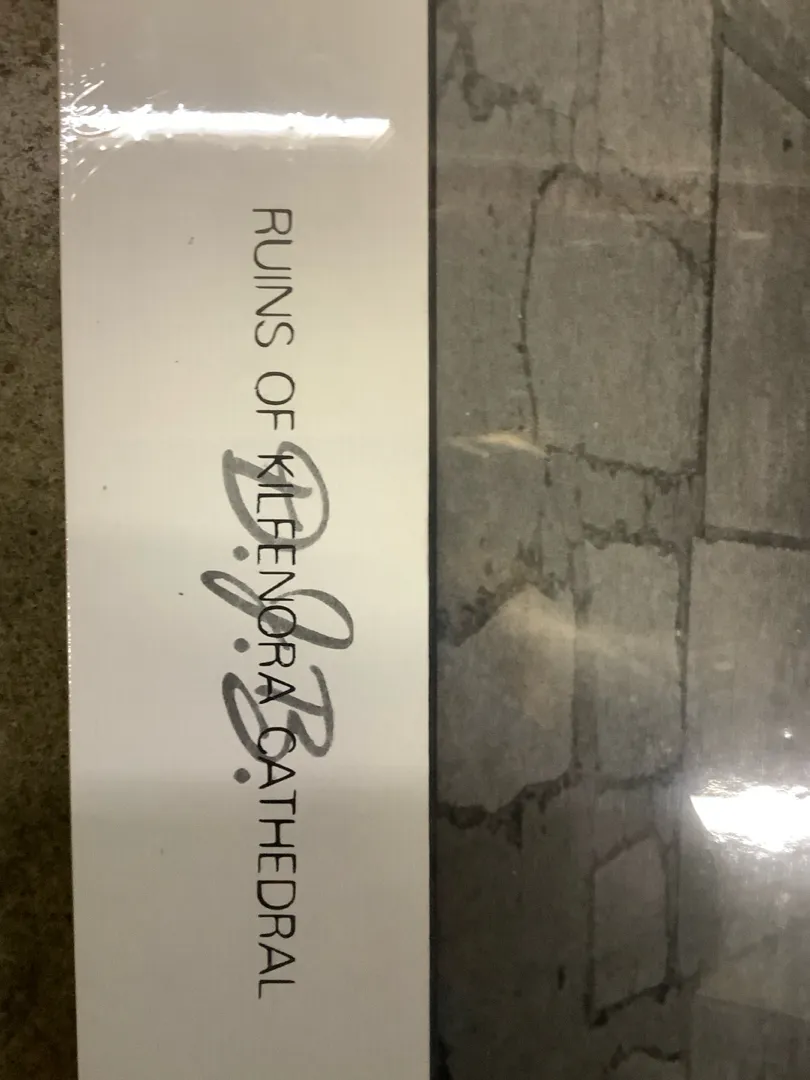 RUINS OF KILFENORA CATHEDRAL
D.J.B.